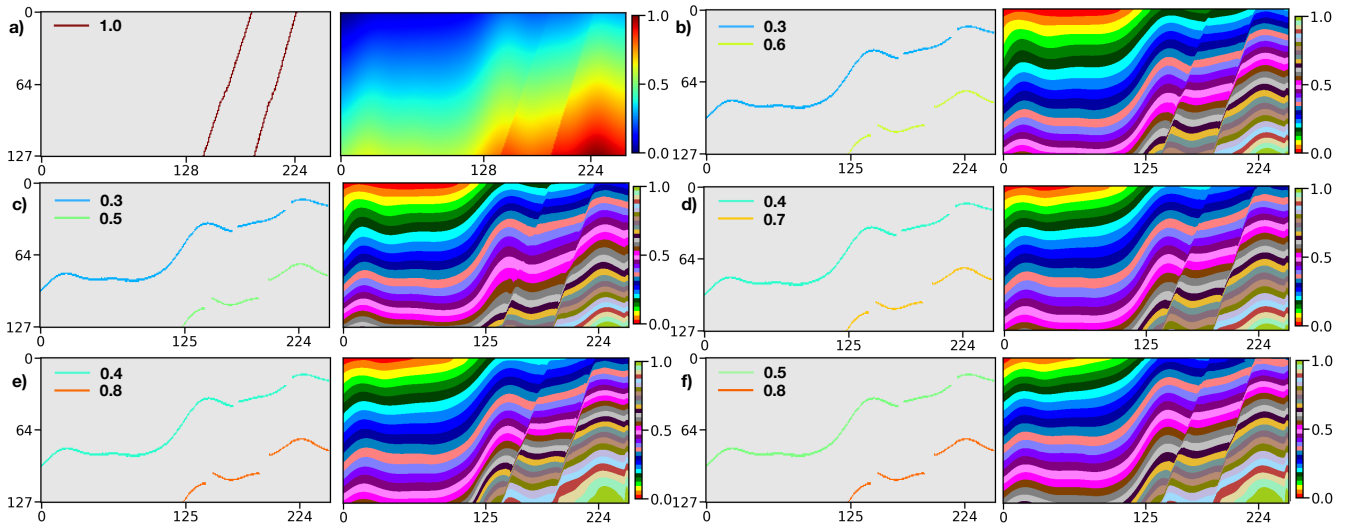 a) 0 64 127 128 224 1.0
0 128 224 1.0 0.5 0.0
b) 0 64 127 125 224 0.3 0.6
125 224 1.0 0.5 0.0
c) 0 64 127 125 224 0.3 0.5
0 125 224 1.0 0.5 0.0
d) 0 64 127 125 224 0.4 0.7
0 125 224 1.0 0.5 0.0
e) 0 64 127 125 224 0.4 0.8
0 125 224 1.0 0.5 0.0
f) 0 64 127 125 224 0.5 0.8
0 125 224 1.0 0.5 0.0